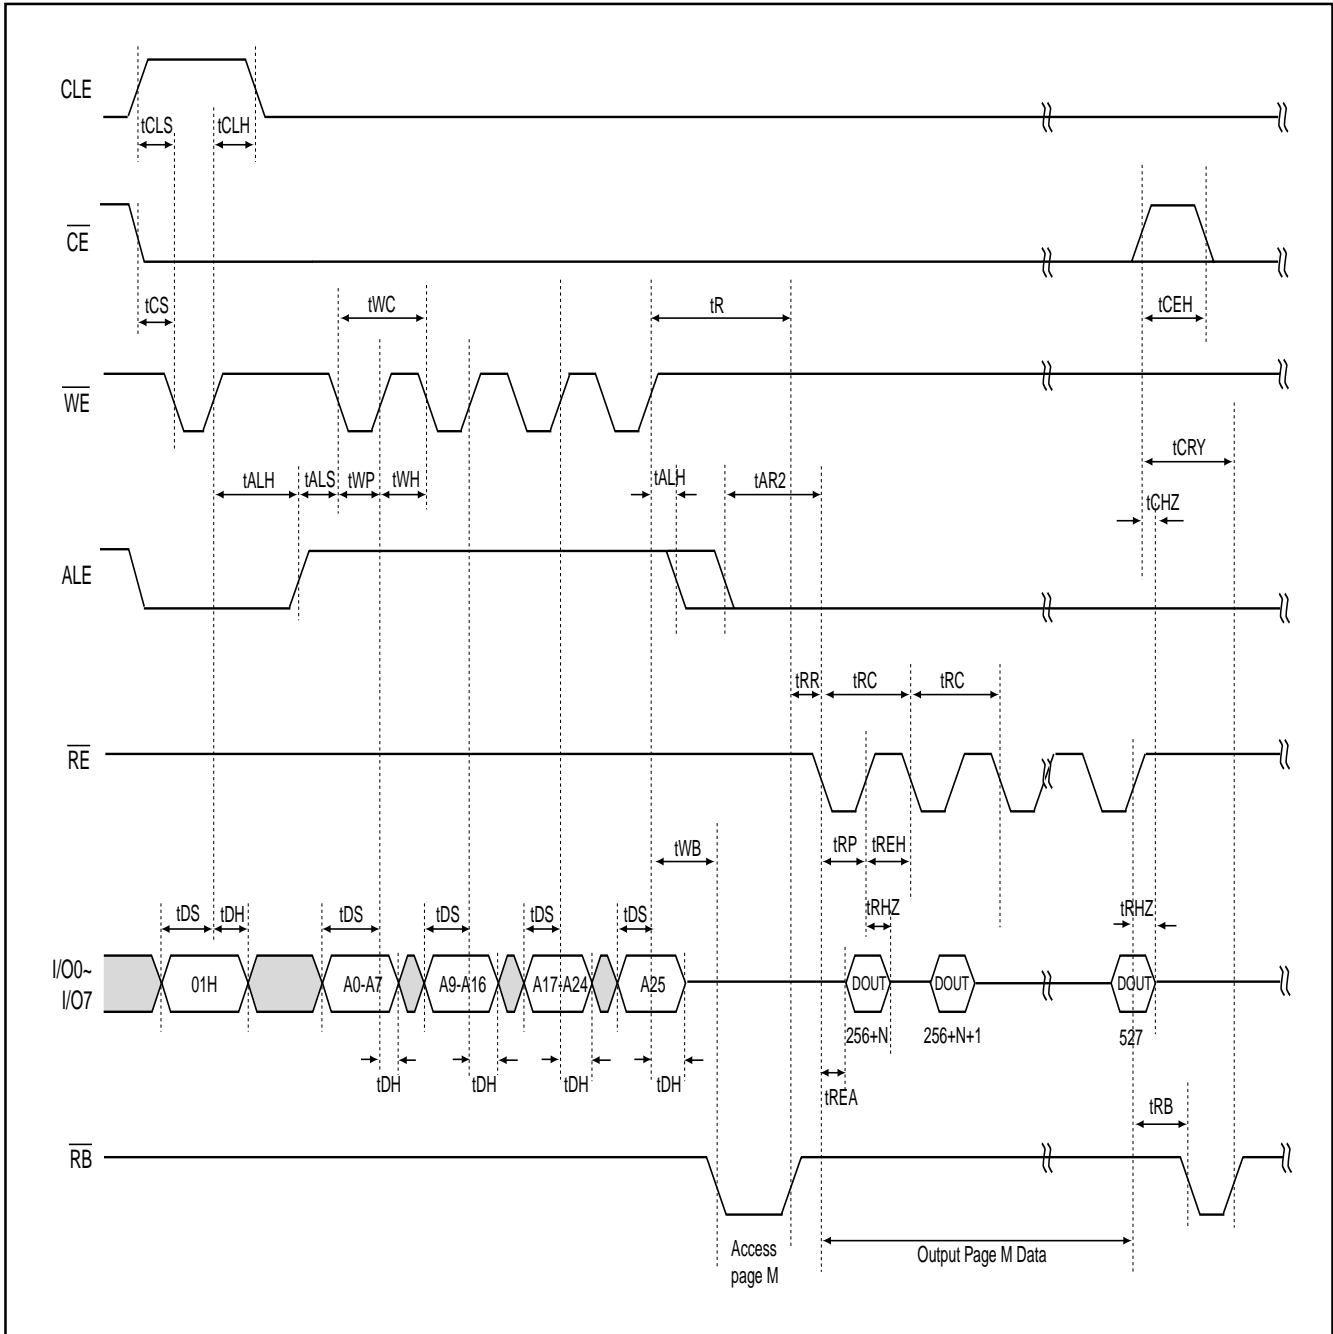 CLE
tCLS
tCLH
CE
tCS
tWC
tR
tCEH
WE
tCRY
tALH
tALS
tWP
tWH
tALH
tAR2
tCHZ
ALE
tRR
tRC
tRC
RE
tWB
tRP
tREH
tDS
tDH
tDS
tDS
tDS
tDS
tRHZ
tRHZ
I/O0~
I/O7
01H
A0-A7
A9-A16
A17-A24
A25
DOUT
DOUT
DOUT
256+N
256+N+1
527
tDH
tDH
tDH
tDH
tREA
tRB
RB
Access
page M
Output Page M Data